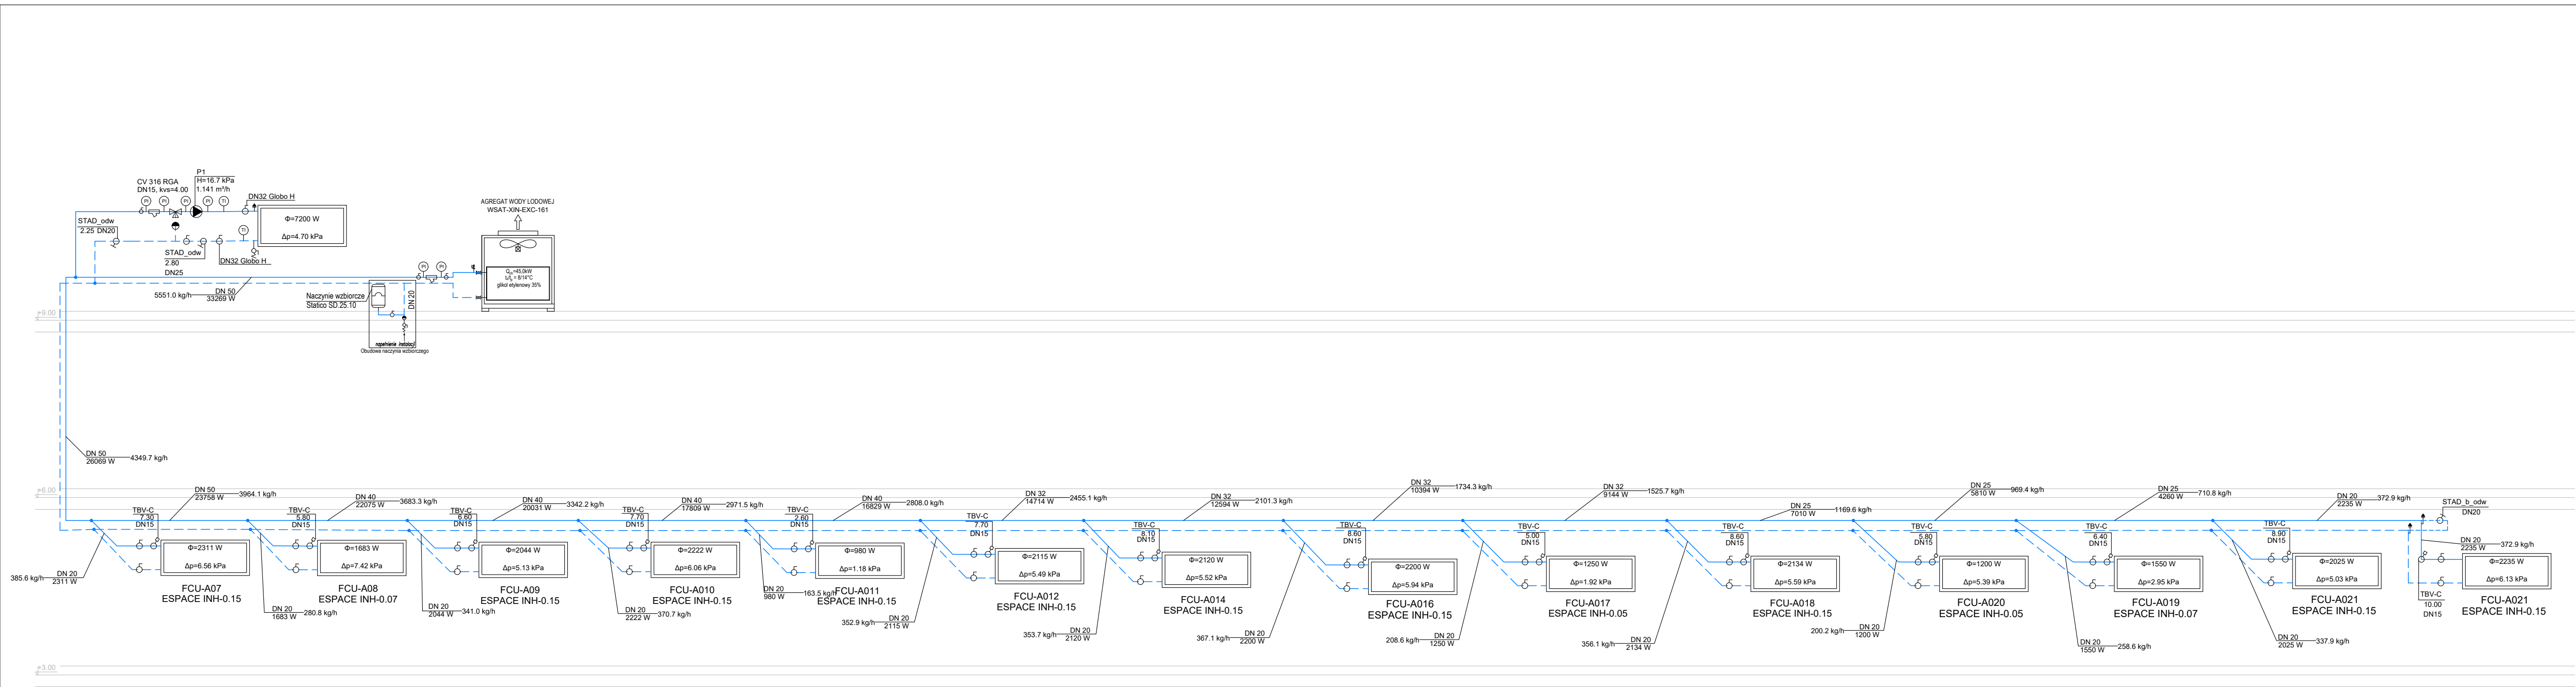 P1
H=16.7 kPa
1.141 m³/h
CV 316 RGA
DN15, kvs=4.00
PI
PI
PI
TI
DN32 Globo H
Φ=7200 W
Δp=4.70 kPa
STAD_odw
2.25 DN20
TI
STAD_odw
2.80
DN25
DN32 Globo H
AGREGAT WODY LODOWEJ
WSAT-XIN-EXC-161
PI
PI
glikol etylenowy 35%
5551.0 kg/h
DN 50
33269 W
Naczynie wzbiorcze
Statico SD.25.10
DN 20
napełnienie instalacji
Obudowa naczynia wzbiorczego
+9.00
DN 50
26069 W
4349.7 kg/h
+6.00
DN 50
23758 W
3964.1 kg/h
DN 40
22075 W
3683.3 kg/h
DN 40
20031 W
3342.2 kg/h
DN 40
17809 W
2971.5 kg/h
DN 40
16829 W
2808.0 kg/h
DN 32
14714 W
2455.1 kg/h
DN 32
12594 W
2101.3 kg/h
DN 32
10394 W
1734.3 kg/h
DN 32
9144 W
1525.7 kg/h
DN 25
7010 W
1169.6 kg/h
DN 25
5810 W
969.4 kg/h
DN 25
4260 W
710.8 kg/h
DN 20
2235 W
372.9 kg/h
STAD_b_odw
DN20
TBV-C
7.30
DN15
Φ=2311 W
Δp=6.56 kPa
FCU-A07
ESPACE INH-0.15
385.6 kg/h
DN 20
2311 W
TBV-C
5.80
DN15
Φ=1683 W
Δp=7.42 kPa
FCU-A08
ESPACE INH-0.07
DN 20
1683 W
280.8 kg/h
TBV-C
6.60
DN15
Φ=2044 W
Δp=5.13 kPa
FCU-A09
ESPACE INH-0.15
DN 20
2044 W
341.0 kg/h
TBV-C
7.70
DN15
Φ=2222 W
Δp=6.06 kPa
FCU-A010
ESPACE INH-0.15
DN 20
2222 W
370.7 kg/h
TBV-C
2.60
DN15
Φ=980 W
Δp=1.18 kPa
FCU-A011
ESPACE INH-0.15
DN 20
980 W
163.5 kg/h
TBV-C
7.70
DN15
Φ=2115 W
Δp=5.49 kPa
FCU-A012
ESPACE INH-0.15
352.9 kg/h
DN 20
2115 W
TBV-C
8.10
DN15
Φ=2120 W
Δp=5.52 kPa
FCU-A014
ESPACE INH-0.15
353.7 kg/h
DN 20
2120 W
TBV-C
8.60
DN15
Φ=2200 W
Δp=5.94 kPa
FCU-A016
ESPACE INH-0.15
367.1 kg/h
DN 20
2200 W
TBV-C
5.00
DN15
Φ=1250 W
Δp=1.92 kPa
FCU-A017
ESPACE INH-0.05
208.6 kg/h
DN 20
1250 W
TBV-C
8.60
DN15
Φ=2134 W
Δp=5.59 kPa
FCU-A018
ESPACE INH-0.15
356.1 kg/h
DN 20
2134 W
TBV-C
5.80
DN15
Φ=1200 W
Δp=5.39 kPa
FCU-A020
ESPACE INH-0.05
200.2 kg/h
DN 20
1200 W
TBV-C
6.40
DN15
Φ=1550 W
Δp=2.95 kPa
FCU-A019
ESPACE INH-0.07
DN 20
1550 W
258.6 kg/h
TBV-C
8.90
DN15
Φ=2025 W
Δp=5.03 kPa
FCU-A021
ESPACE INH-0.15
DN 20
2025 W
337.9 kg/h
DN 20
2235 W
372.9 kg/h
Φ=2235 W
Δp=6.13 kPa
FCU-A021
ESPACE INH-0.15
TBV-C
10.00
DN15
+3.00